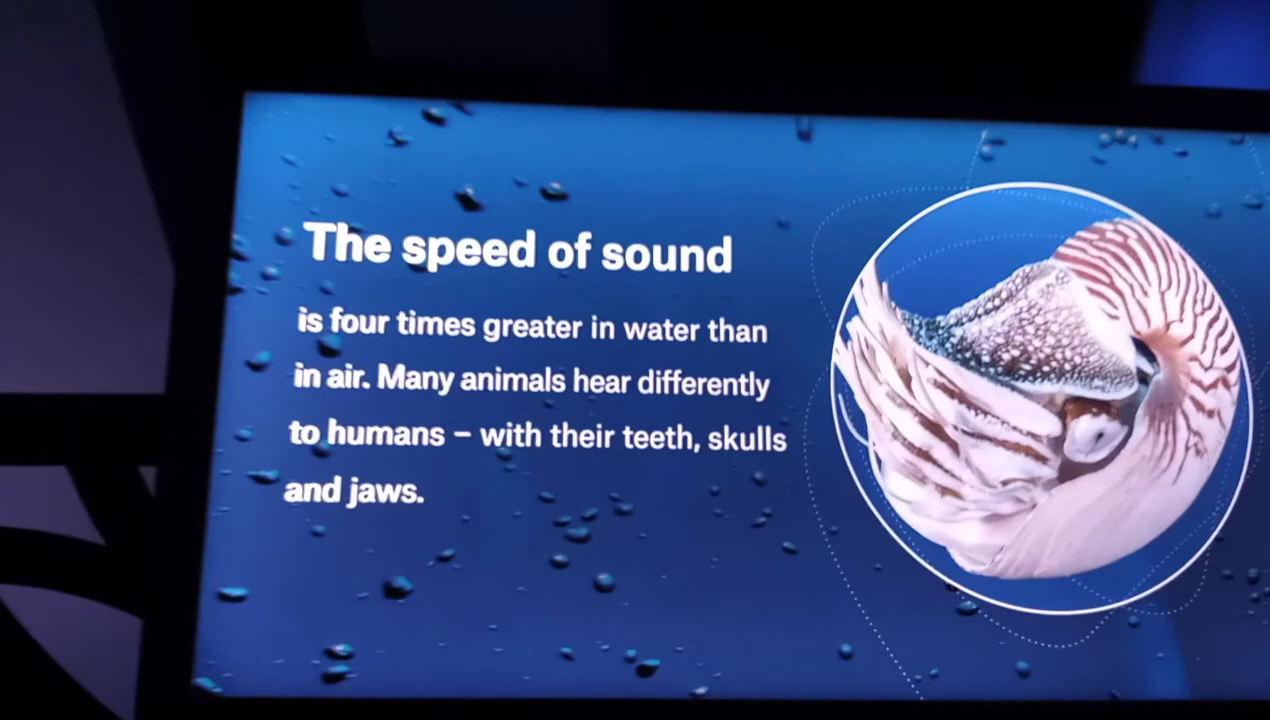 The speed of sound
is four times greater in water than
in air. Many animals hear differently
to humans – with their teeth, skulls
and jaws.